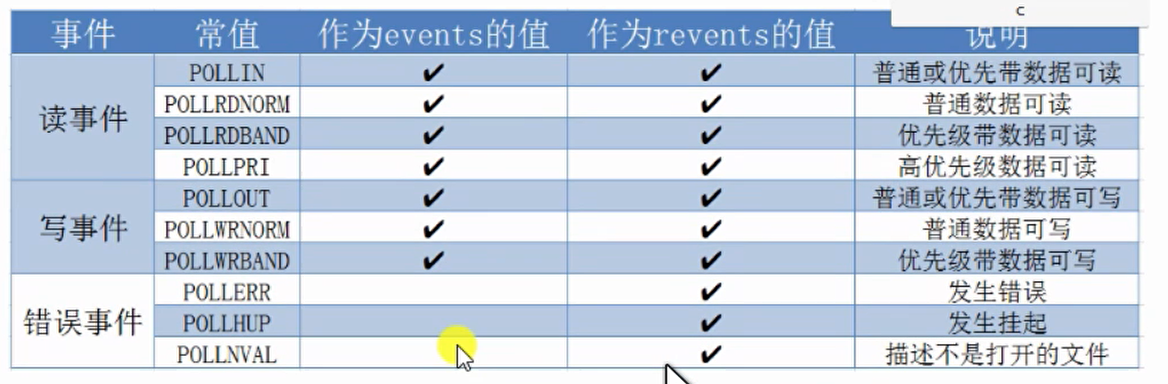 c
事件 常值 作为events的值 作为revents的值 说明
POLLIN ✔ ✔ 普通或优先带数据可读
POLLRDNORM ✔ ✔ 普通数据可读
读事件
POLLRDBAND ✔ ✔ 优先级带数据可读
POLLPRI ✔ ✔ 高优先级数据可读
POLLOUT ✔ ✔ 普通或优先带数据可写
写事件 POLLWRNORM ✔ ✔ 普通数据可写
POLLWRBAND ✔ ✔ 优先级带数据可写
POLLERR ✔ 发生错误
错误事件 POLLHUP ✔ 发生挂起
POLLNVAL ✔ 描述不是打开的文件